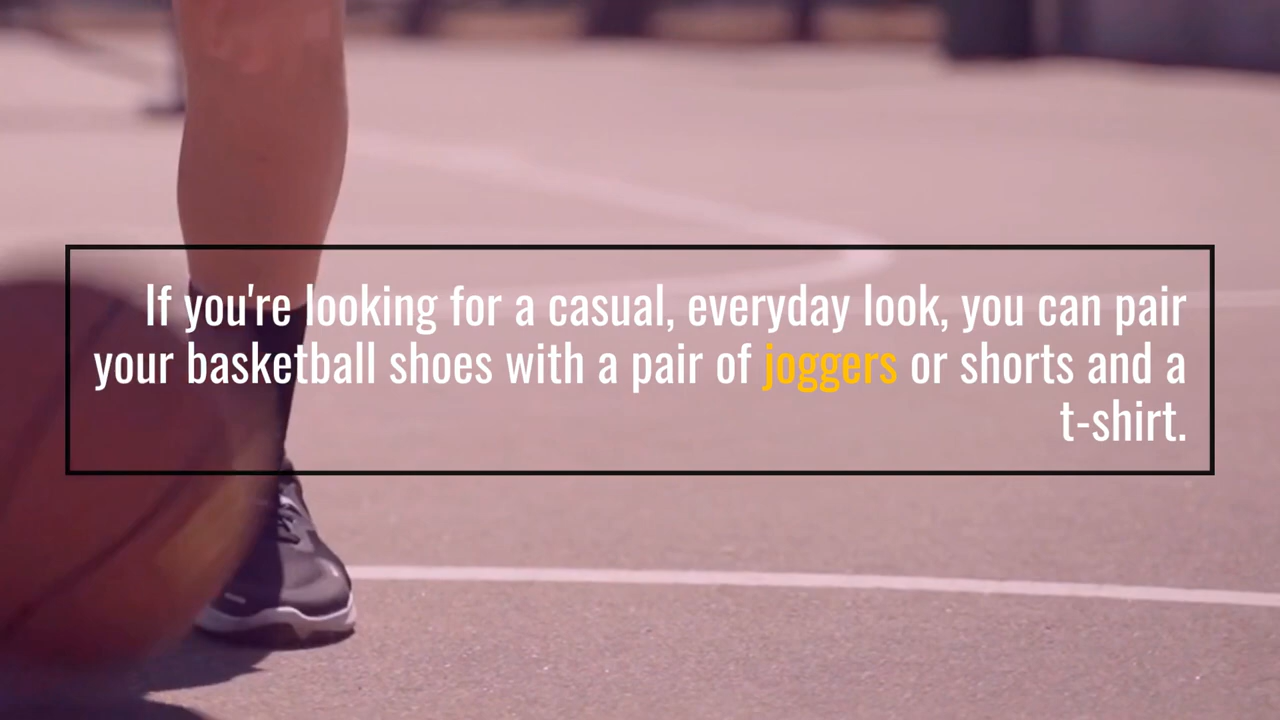 If you're looking for a casual, everyday look, you can pair
your basketball shoes with a pair of joggers or shorts and a
t-shirt.